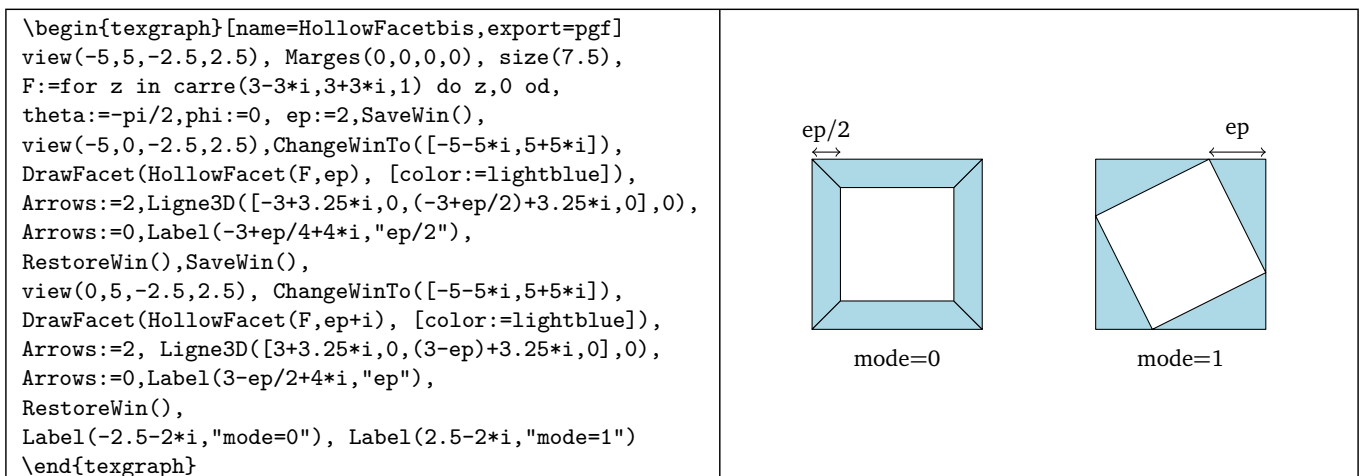 \begin{texgraph}[name=HollowFacetbis,export=pgf]
view(-5,5,-2.5,2.5), Marges(0,0,0,0), size(7.5),
F:=for z in carre(3-3*i,3+3*i,1) do z,0 od,
theta:=-pi/2,phi:=0, ep:=2,SaveWin(),
view(-5,0,-2.5,2.5),ChangeWinTo([-5-5*i,5+5*i]),
DrawFacet(HollowFacet(F,ep), [color:=lightblue]),
Arrows:=2,Ligne3D([-3+3.25*i,0,(-3+ep/2)+3.25*i,0],0),
Arrows:=0,Label(-3+ep/4+4*i,"ep/2"),
RestoreWin(),SaveWin(),
view(0,5,-2.5,2.5), ChangeWinTo([-5-5*i,5+5*i]),
DrawFacet(HollowFacet(F,ep+i), [color:=lightblue]),
Arrows:=2, Ligne3D([3+3.25*i,0,(3-ep)+3.25*i,0],0),
Arrows:=0,Label(3-ep/2+4*i,"ep"),
RestoreWin(),
Label(-2.5-2*i,"mode=0"), Label(2.5-2*i,"mode=1")
\end{texgraph}
ep/2
ep
mode=0
mode=1